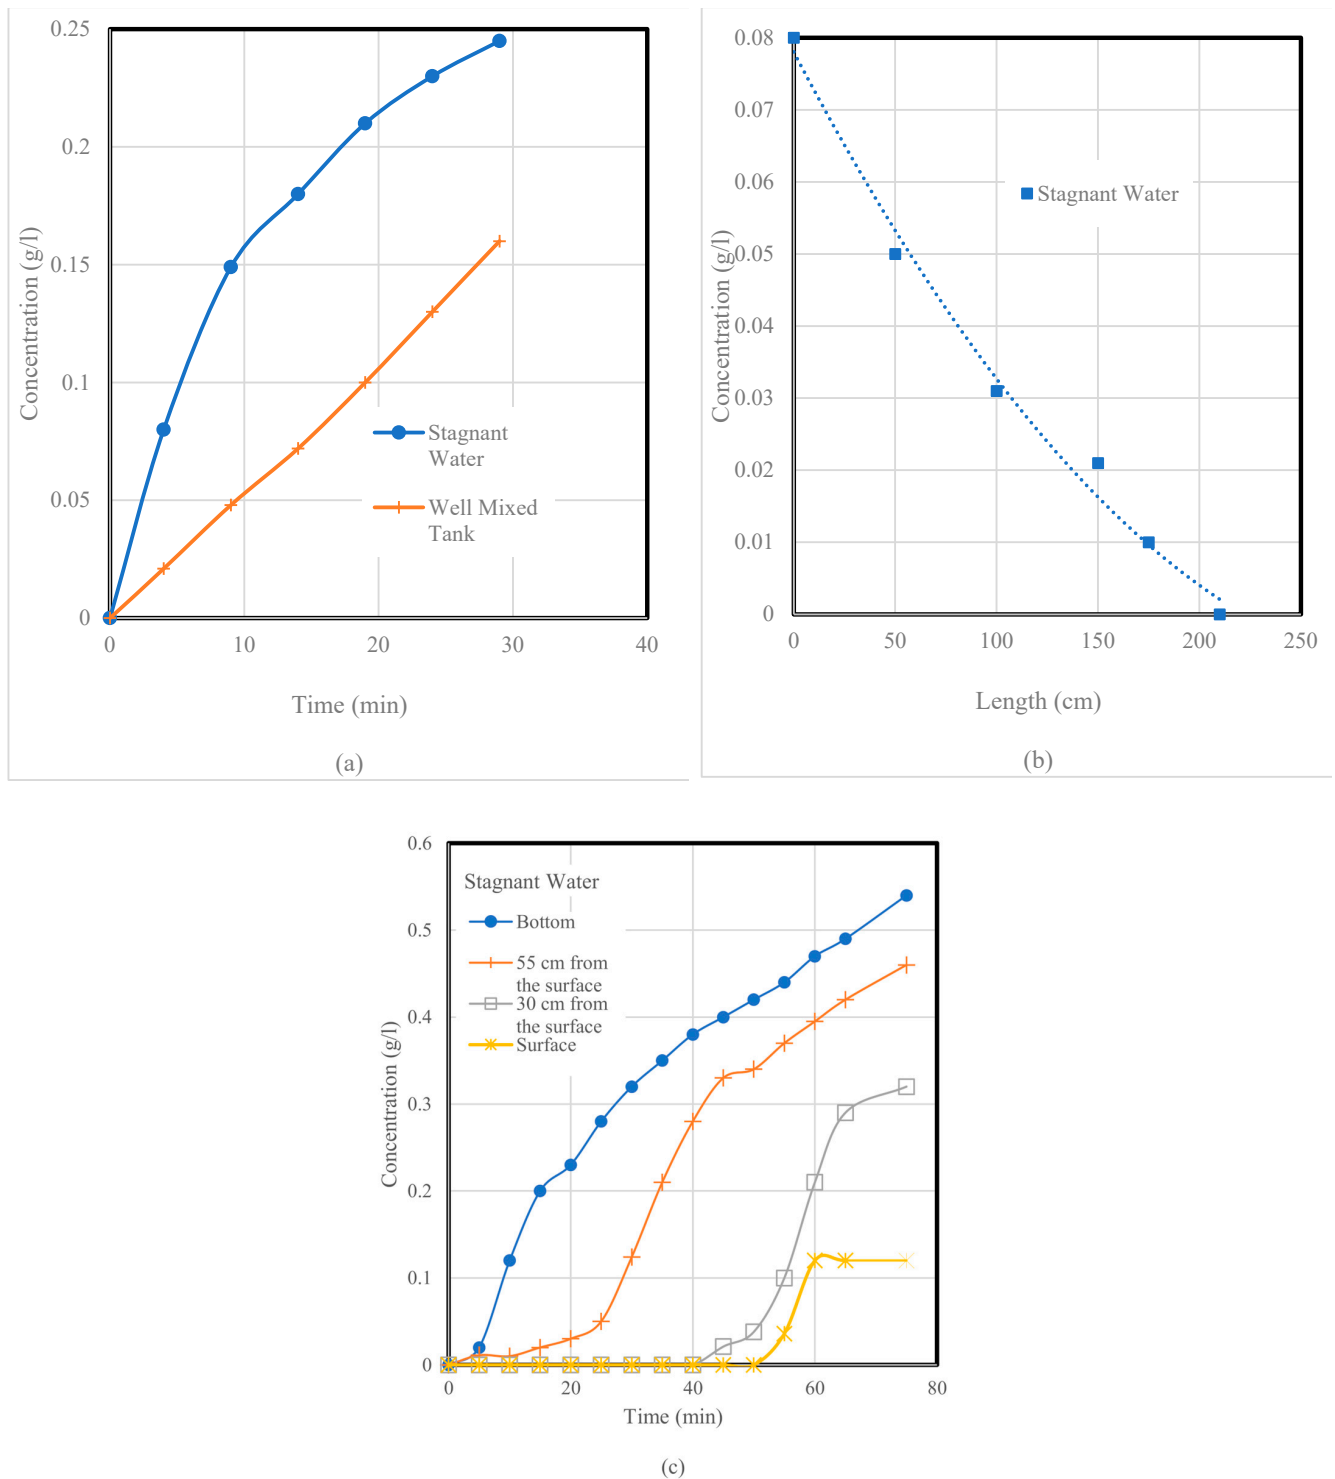 0.25
0.2
0.15
0.1
0.05
0
Concentration (g/l)
Stagnant
Water
Well Mixed
Tank
0 10 20 30 40
Time (min)
(a)
0.08
0.07
0.06
0.05
0.04
0.03
0.02
0.01
0
Concentration (g/l)
Stagnant Water
0 50 100 150 200 250
Length (cm)
(b)
0.6
0.5
0.4
0.3
0.2
0.1
0
Concentration (g/l)
Stagnant Water
Bottom
55 cm from
the surface
30 cm from
the surface
Surface
0 20 40 60 80
Time (min)
(c)